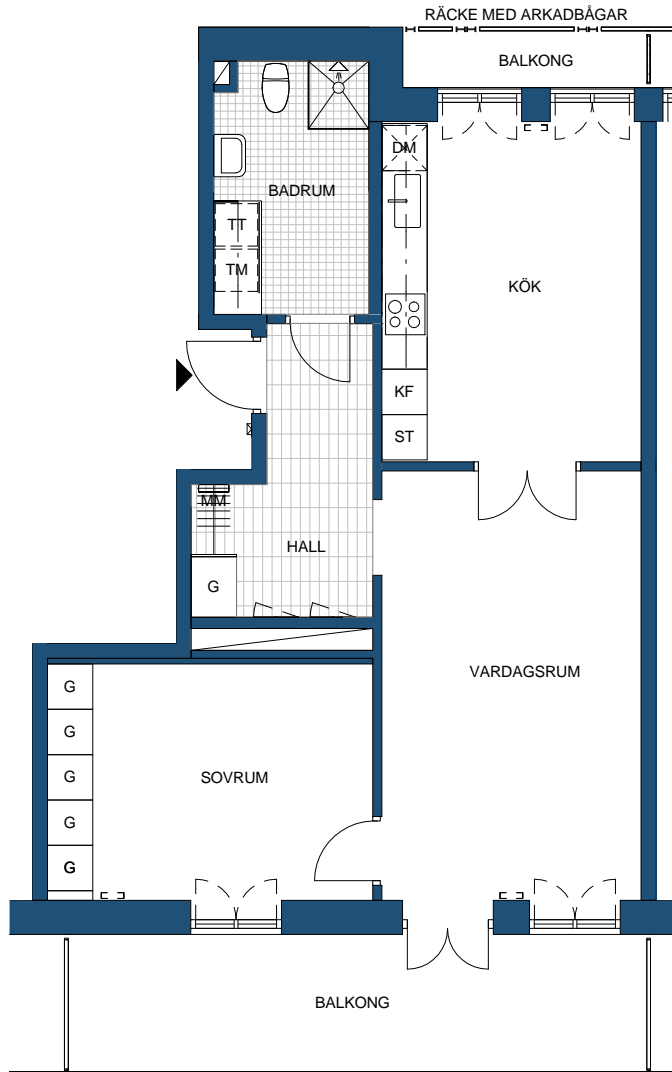 RÄCKE MED ARKADBÅGAR
BALKONG
DM
BADRUM
TT
TM
KÖK
KF
ST
MM
HALL
G
VARDAGSRUM
G
G
G
SOVRUM
G
G
BALKONG